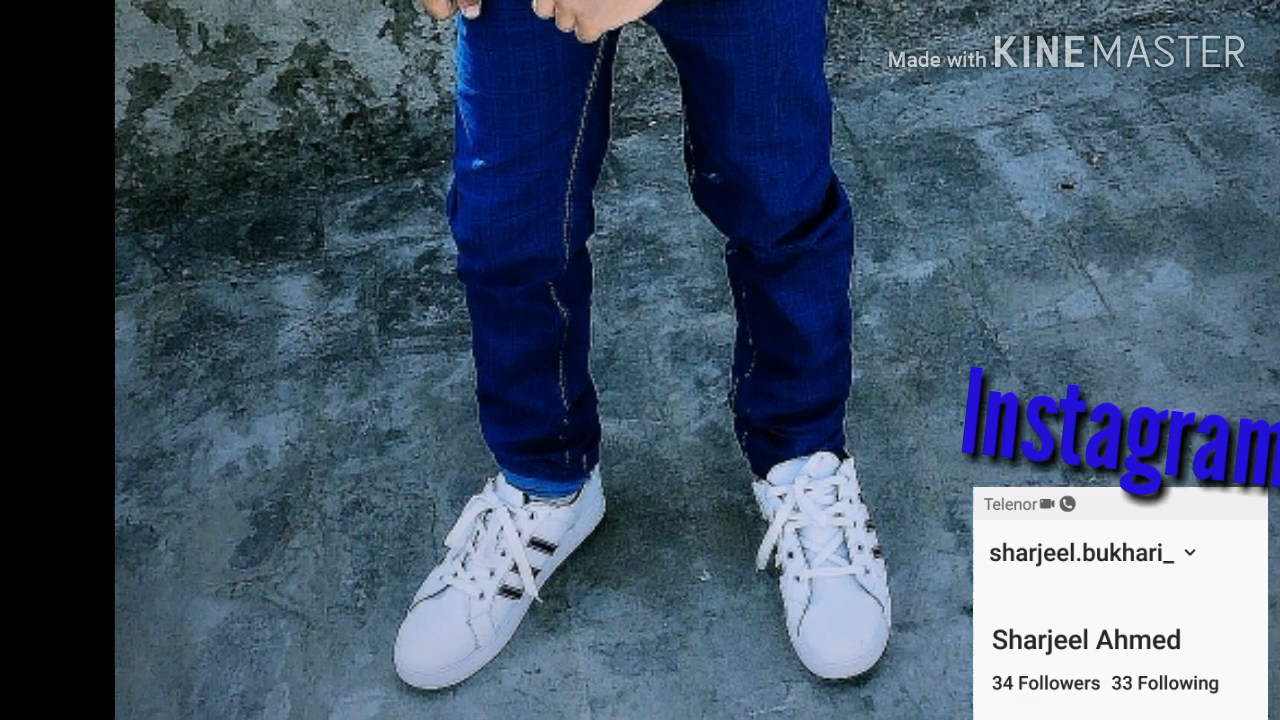 Made with KINEMASTER
Instagram
Telenor
sharjeel.bukhari_
Sharjeel Ahmed
34 Followers 33 Following